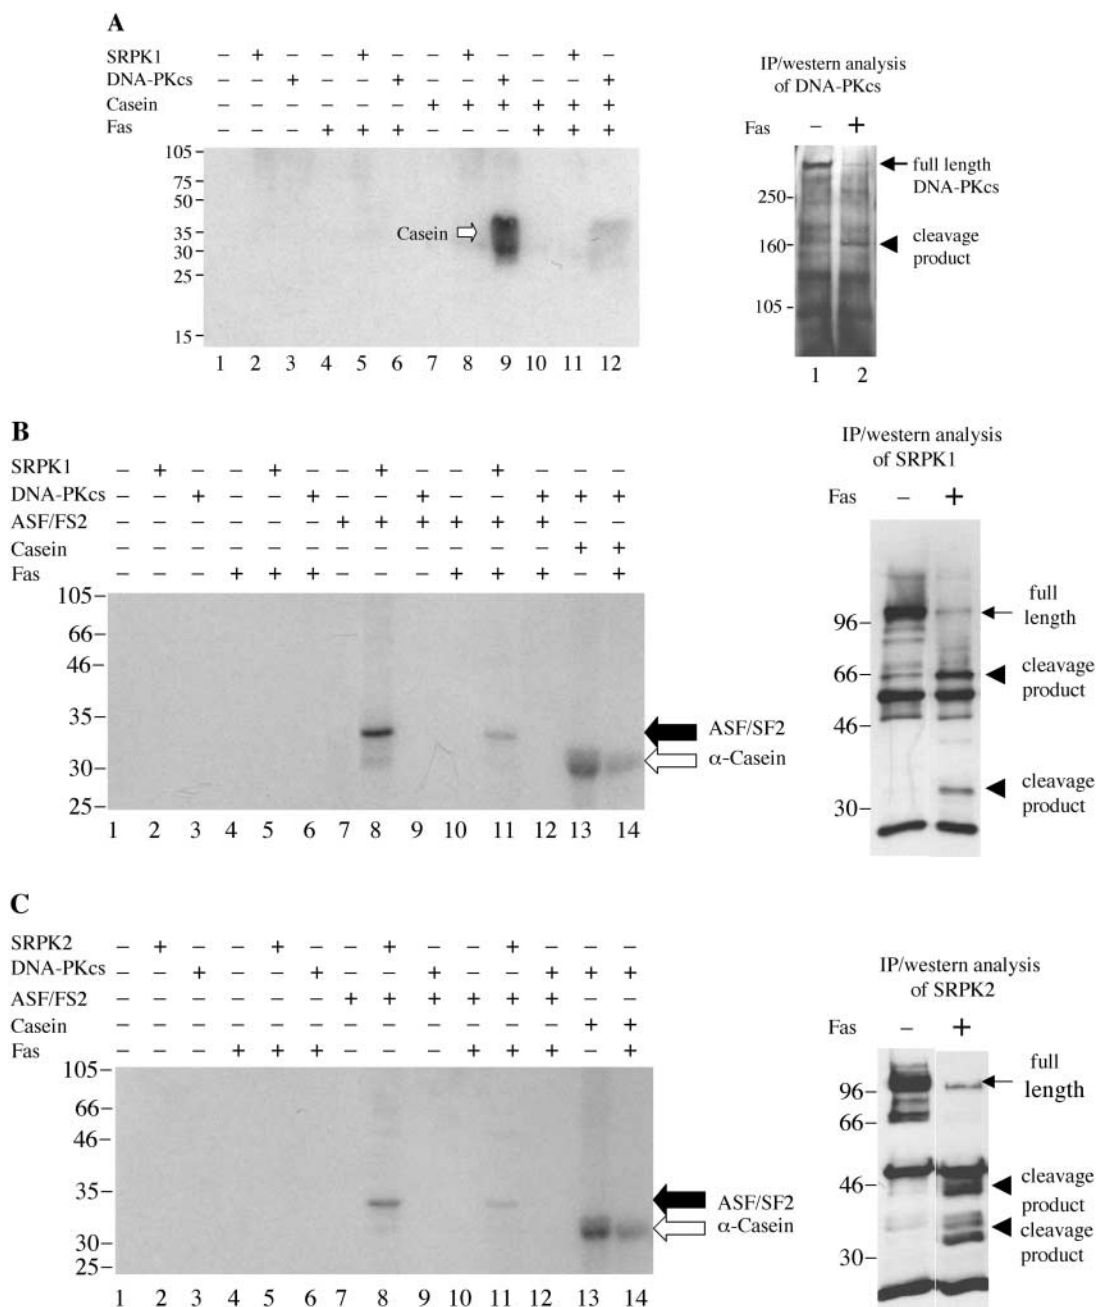 A
SRPK1 – + – – + – – + – – + –
DNA-PKcs – – + – – + – – + – – +
Casein – – – – – – + + + + + +
Fas – – – + + + – – – + + +
105
75
50
35
30
25
15
Casein
1 2 3 4 5 6 7 8 9 10 11 12
IP/western analysis
of DNA-PKcs
Fas – +
250
160
105
full length
DNA-PKcs
cleavage
product
1 2
B
SRPK1 – + – – + – – + – – + – – –
DNA-PKcs – – + – – + – – + – – + + +
ASF/FS2 – – – – – – + + + + + + – –
Casein – – – – – – – – – – – – + +
Fas – – – + + + – – – + + + – +
105
66
46
35
30
25
ASF/SF2
α-Casein
1 2 3 4 5 6 7 8 9 10 11 12 13 14
IP/western analysis
of SRPK1
Fas – +
96
66
46
30
full
length
cleavage
product
cleavage
product
C
SRPK2 – + – – + – – + – – + – – –
DNA-PKcs – – + – – + – – + – – + + +
ASF/FS2 – – – – – – + + + + + + – –
Casein – – – – – – – – – – – – + +
Fas – – – + + + – – – + + + – +
105
66
46
35
30
25
ASF/SF2
α-Casein
1 2 3 4 5 6 7 8 9 10 11 12 13 14
IP/western analysis
of SRPK2
Fas – +
96
66
46
30
full
length
cleavage
product
cleavage
product